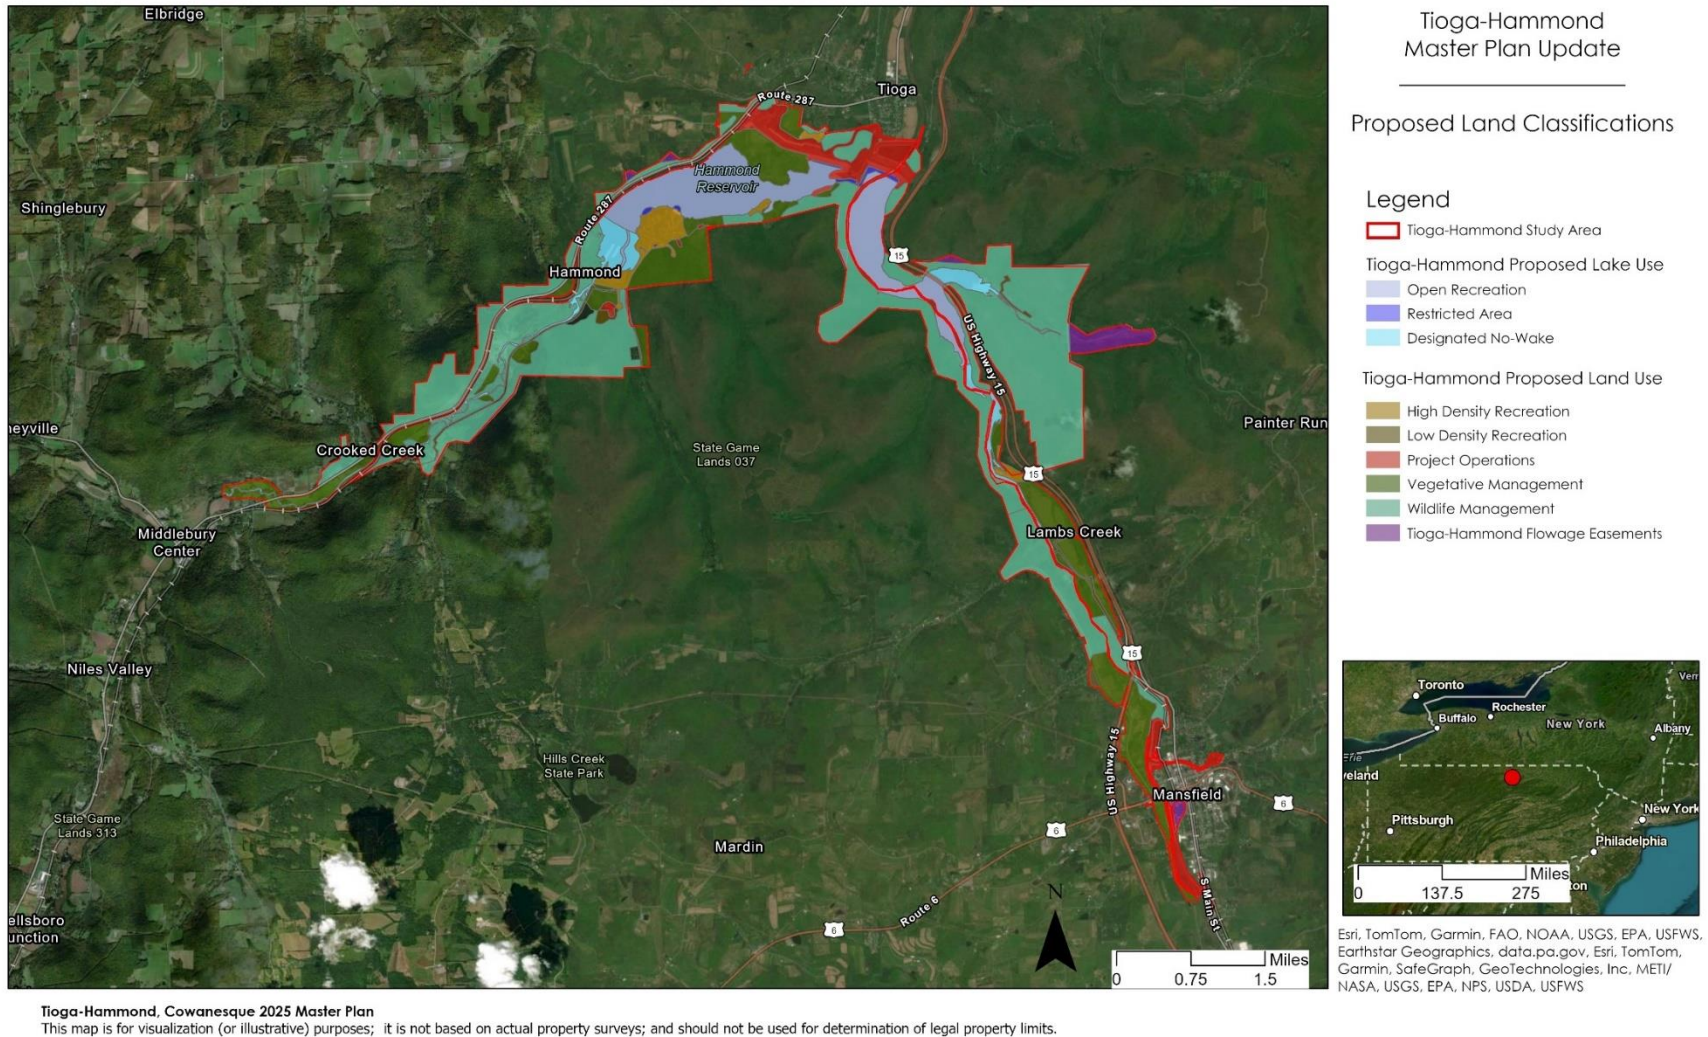 Tioga-Hammond
Master Plan Update
Proposed Land Classifications
Legend
Tioga-Hammond Study Area
Tioga-Hammond Proposed Lake Use
Open Recreation
Restricted Area
Designated No-Wake
Tioga-Hammond Proposed Land Use
High Density Recreation
Low Density Recreation
Project Operations
Vegetative Management
Wildlife Management
Tioga-Hammond Flowage Easements
Elbridge
Tioga
Route 287
Hammond
Reservoir
Shinglebury
Route 287
15
Hammond
US Highway 15
neyville
Crooked Creek
State Game
Lands 037
Painter Run
15
Middlebury
Center
Lambs Creek
15
Niles Valley
US Highway 15
Hills Creek
State Park
Mansfield
6
State Game
Lands 313
6
Mardin
Route 6
S Main St
6
ellsboro
unction
N
Miles
0
0.75
1.5
Toronto
Rochester
Buffalo
New York
Albany
Vern
Erie
veland
New York
Pittsburgh
Philadelphia
Miles
ton
0
137.5
275
Esri, TomTom, Garmin, FAO, NOAA, USGS, EPA, USFWS,
Earthstar Geographics, data.pa.gov, Esri, TomTom,
Garmin, SafeGraph, GeoTechnologies, Inc, METI/
NASA, USGS, EPA, NPS, USDA, USFWS
Tioga-Hammond, Cowanesque 2025 Master Plan
This map is for visualization (or illustrative) purposes; it is not based on actual property surveys; and should not be used for determination of legal property limits.